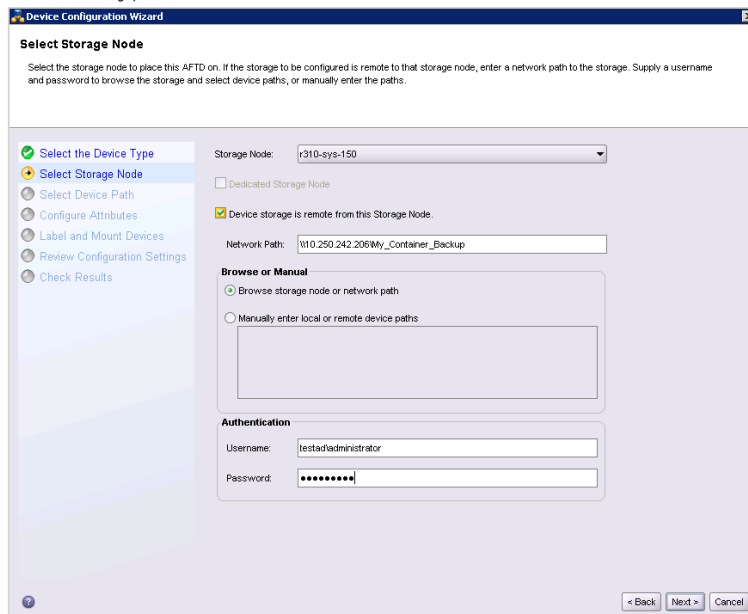 Device Configuration Wizard
Select Storage Node
Select the storage node to place this AFTD on. If the storage to be configured is remote to that storage node, enter a network path to the storage. Supply a username
and password to browse the storage and select device paths, or manually enter the paths.
Select the Device Type
Select Storage Node
Select Device Path
Configure Attributes
Label and Mount Devices
Review Configuration Settings
Check Results
Storage Node: r310-sys-150
Dedicated Storage Node
Device storage is remote from this Storage Node.
Network Path: \\10.250.242.206\My_Container_Backup
Browse or Manual
Browse storage node or network path
Manually enter local or remote device paths
Authentication
Username: testad\administrator
Password: ●●●●●●●●●
< Back Next > Cancel